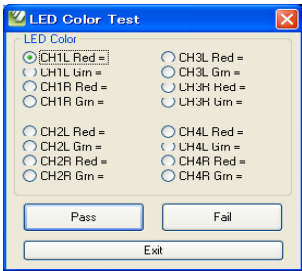 LED Color Test
LED Color
CH1L Red =
CH1L Grn =
CH1R Red =
CH1R Grn =
CH2L Red =
CH2L Grn =
CH2R Red =
CH2R Grn =
CH3L Red =
CH3L Grn =
CH3R Red =
CH3R Grn =
CH4L Red =
CH4L Grn =
CH4R Red =
CH4R Grn =
Pass
Fail
Exit